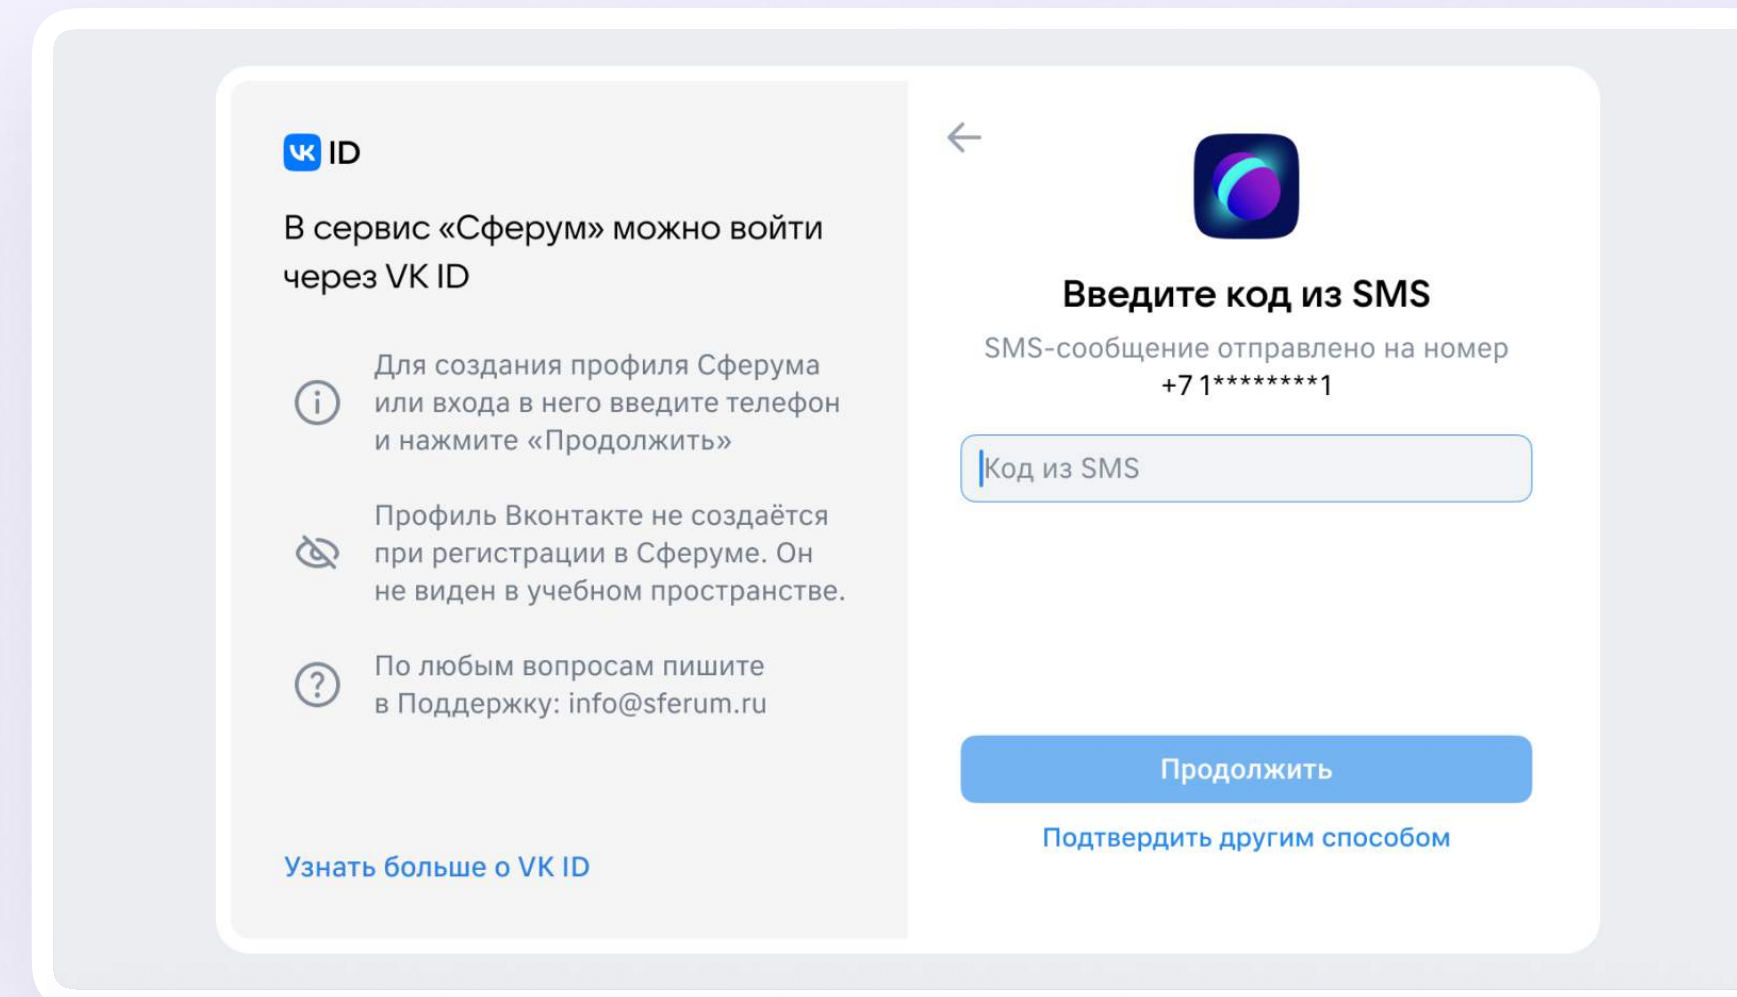 VK ID
В сервис «Сферум» можно войти
через VK ID
Для создания профиля Сферума
или входа в него введите телефон
и нажмите «Продолжить»
Профиль Вконтакте не создаётся
при регистрации в Сферуме. Он
не виден в учебном пространстве.
По любым вопросам пишите
в Поддержку: info@sferum.ru
Узнать больше о VK ID
Введите код из SMS
SMS-сообщение отправлено на номер
+7 1********1
Код из SMS
Продолжить
Подтвердить другим способом